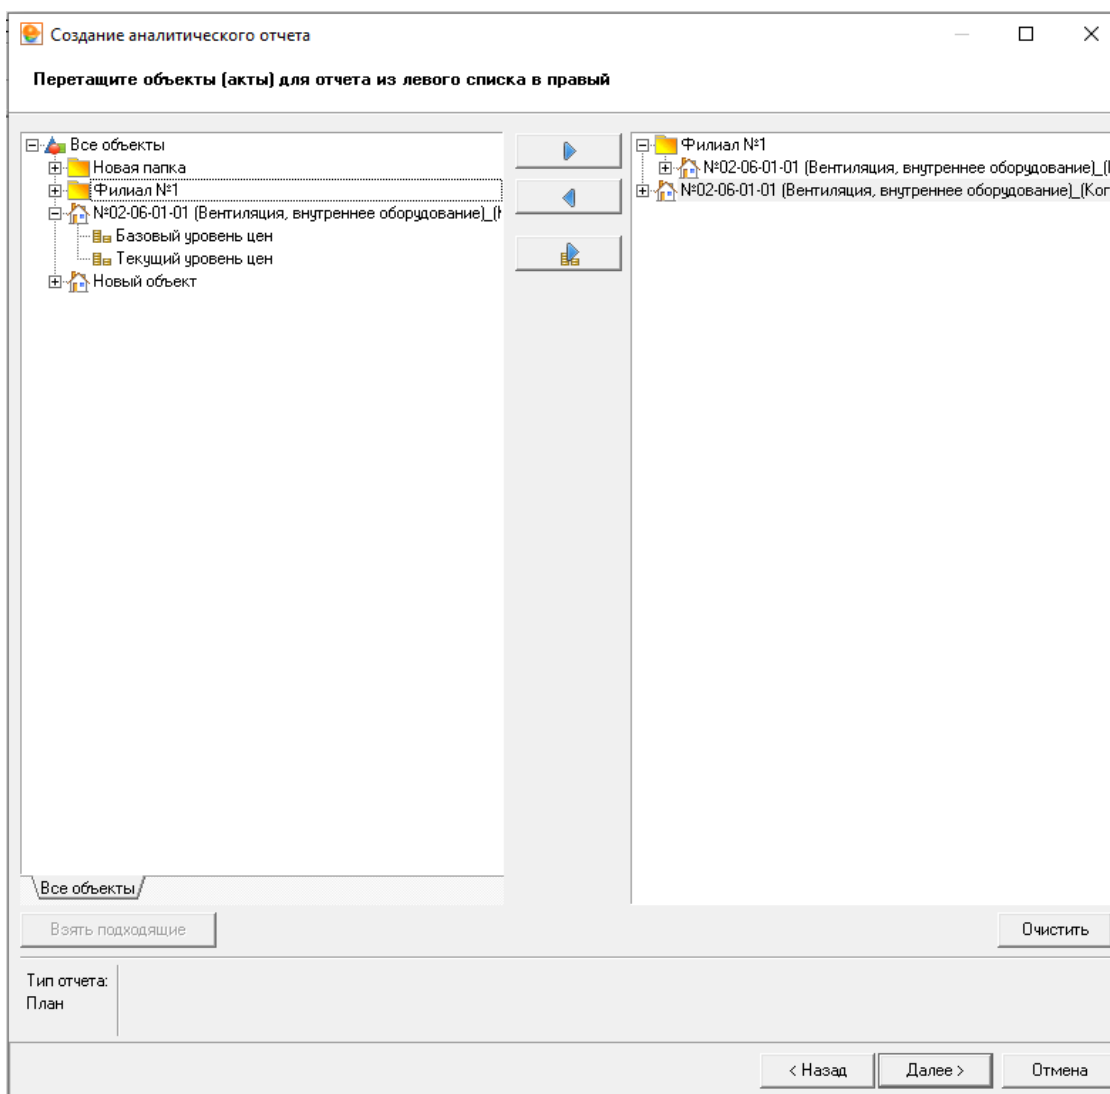 Создание аналитического отчета
Перетащите объекты (акты) для отчета из левого списка в правый
Все объекты
Новая папка
Филиал №1
№02-06-01-01 (Вентиляция, внутреннее оборудование)_(
Базовый уровень цен
Текущий уровень цен
Новый объект
Филиал №1
№02-06-01-01 (Вентиляция, внутреннее оборудование)_(
№02-06-01-01 (Вентиляция, внутреннее оборудование)_(Ког
Все объекты
Взять подходящие
Очистить
Тип отчета:
План
< Назад
Далее >
Отмена